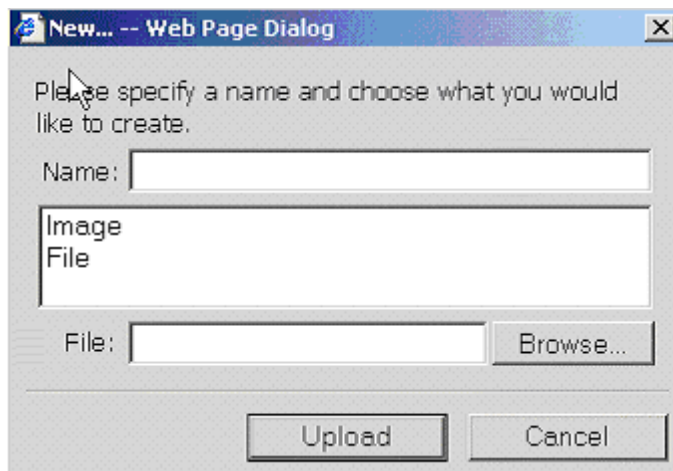 New... -- Web Page Dialog
Please specify a name and choose what you would
like to create.
Name:
Image
File
File:
Browse...
Upload
Cancel